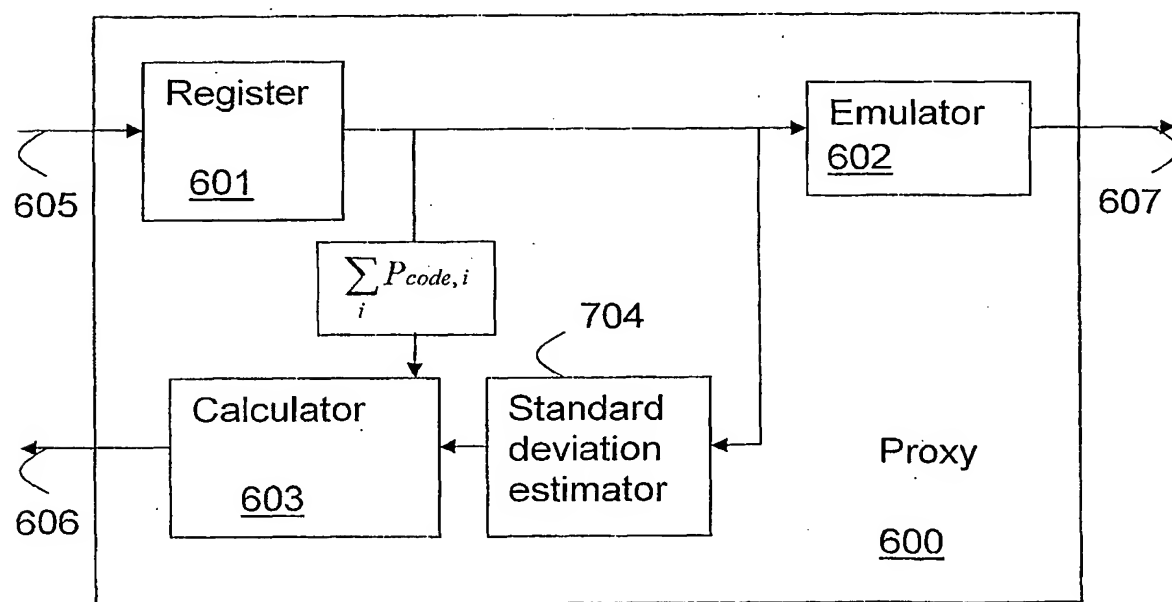 Register
601
Emulator
602
605
607
∑ P_code, i
i
704
Calculator
603
Standard
deviation
estimator
Proxy
600
606